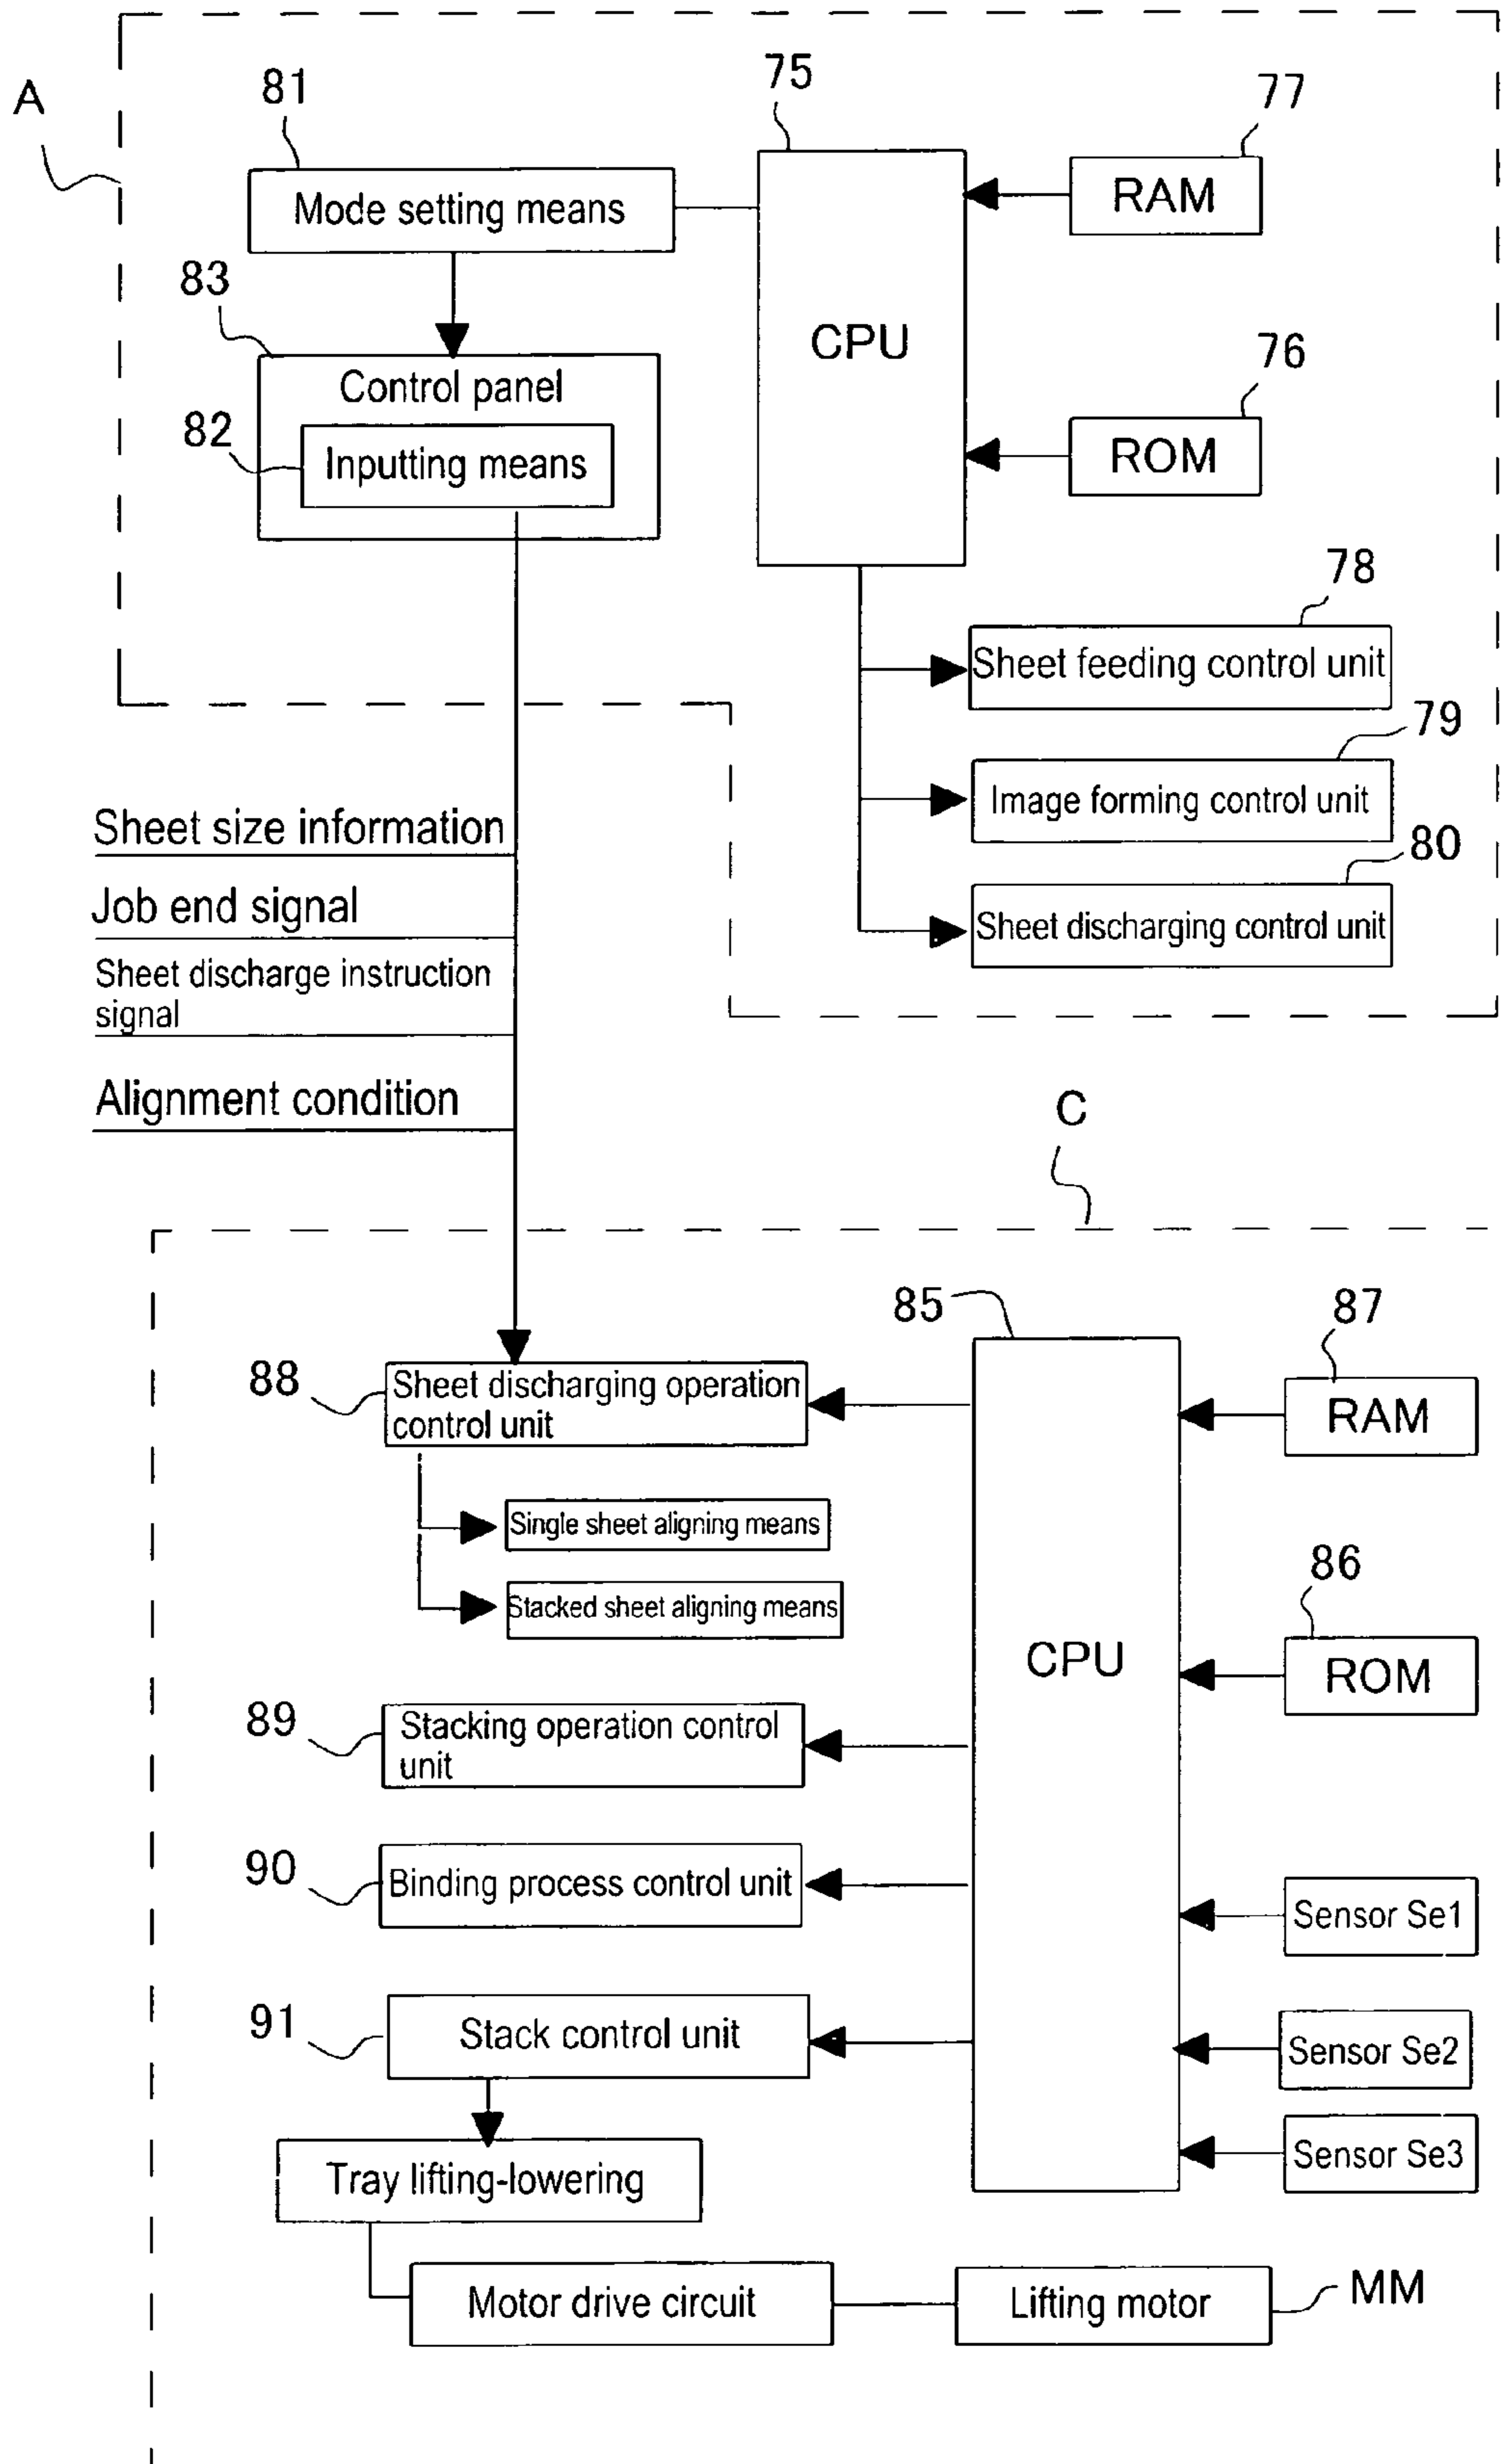 A
81
75
77
Mode setting means
RAM
83
CPU
76
Control panel
82
Inputting means
ROM
78
Sheet feeding control unit
79
Image forming control unit
80
Sheet discharging control unit
Sheet size information
Job end signal
Sheet discharge instruction
signal
Alignment condition
C
85
87
88
Sheet discharging operation
control unit
RAM
Single sheet aligning means
Stacked sheet aligning means
86
CPU
ROM
89
Stacking operation control
unit
90
Binding process control unit
Sensor Se1
91
Stack control unit
Sensor Se2
Sensor Se3
Tray lifting-lowering
Motor drive circuit
Lifting motor
MM